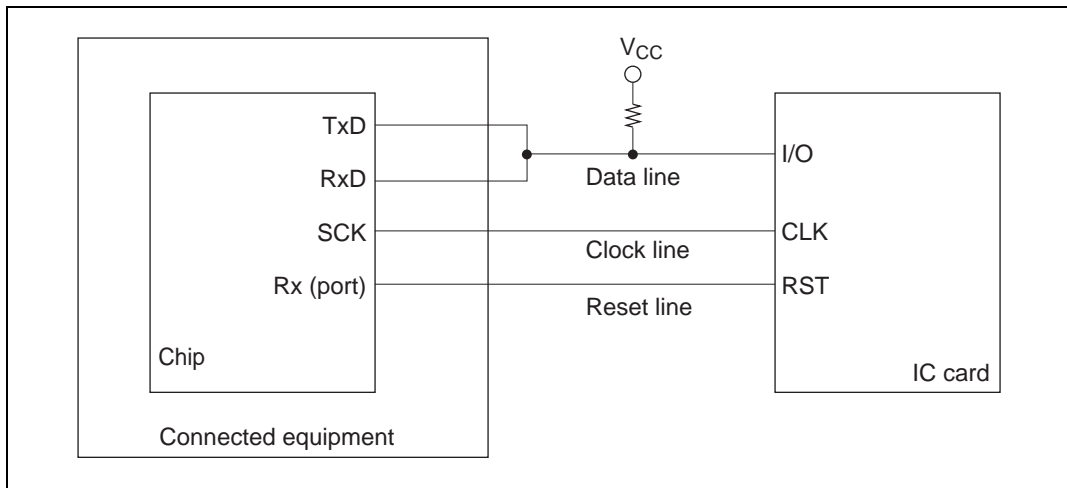 VCC
TxD
RxD
SCK
Rx (port)
Chip
Connected equipment
Data line
Clock line
Reset line
I/O
CLK
RST
IC card